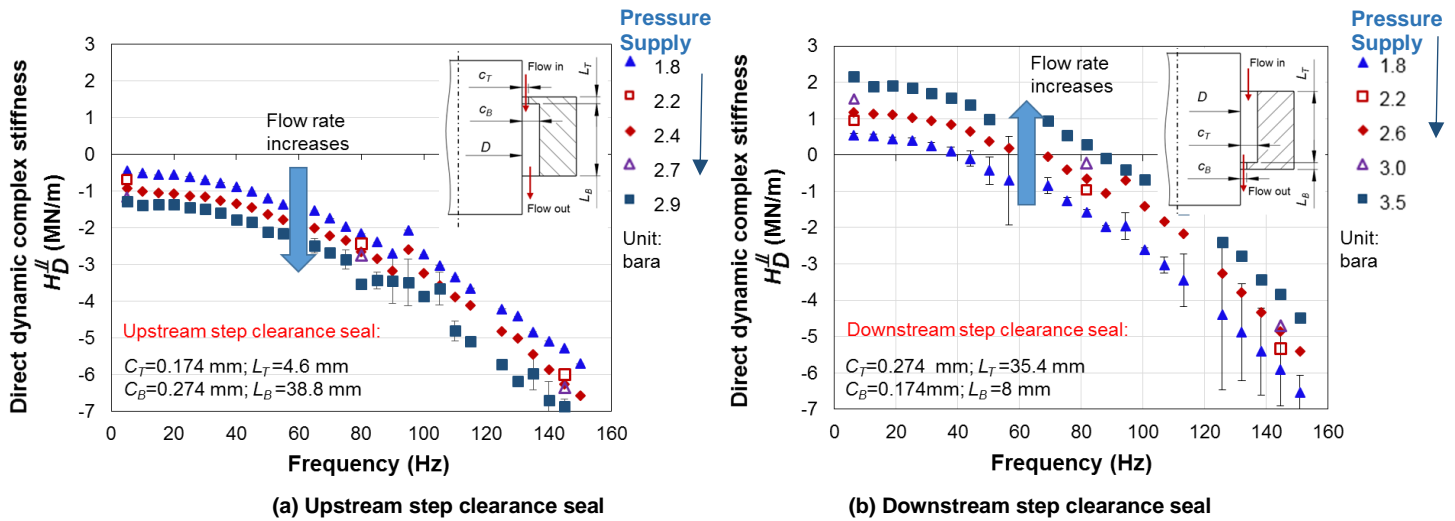 Pressure
Supply
1.8
2.2
2.4
2.7
2.9
Unit:
bara
Direct dynamic complex stiffness
H_D (MN/m)
3
2
1
0
-1
-2
-3
-4
-5
-6
-7
0 20 40 60 80 100 120 140 160
Frequency (Hz)
Flow rate
increases
Flow in
c_T
L_T
c_B
D
L_B
Flow out
Upstream step clearance seal:
C_T=0.174 mm; L_T=4.6 mm
C_B=0.274 mm; L_B=38.8 mm
(a) Upstream step clearance seal
Pressure
Supply
1.8
2.2
2.6
3.0
3.5
Unit:
bara
Direct dynamic complex stiffness
H_D (MN/m)
3
2
1
0
-1
-2
-3
-4
-5
-6
-7
0 20 40 60 80 100 120 140 160
Frequency (Hz)
Flow rate
increases
Flow in
L_T
D
c_T
c_B
L_B
Flow out
Downstream step clearance seal:
C_T=0.274 mm; L_T=35.4 mm
C_B=0.174mm; L_B=8 mm
(b) Downstream step clearance seal